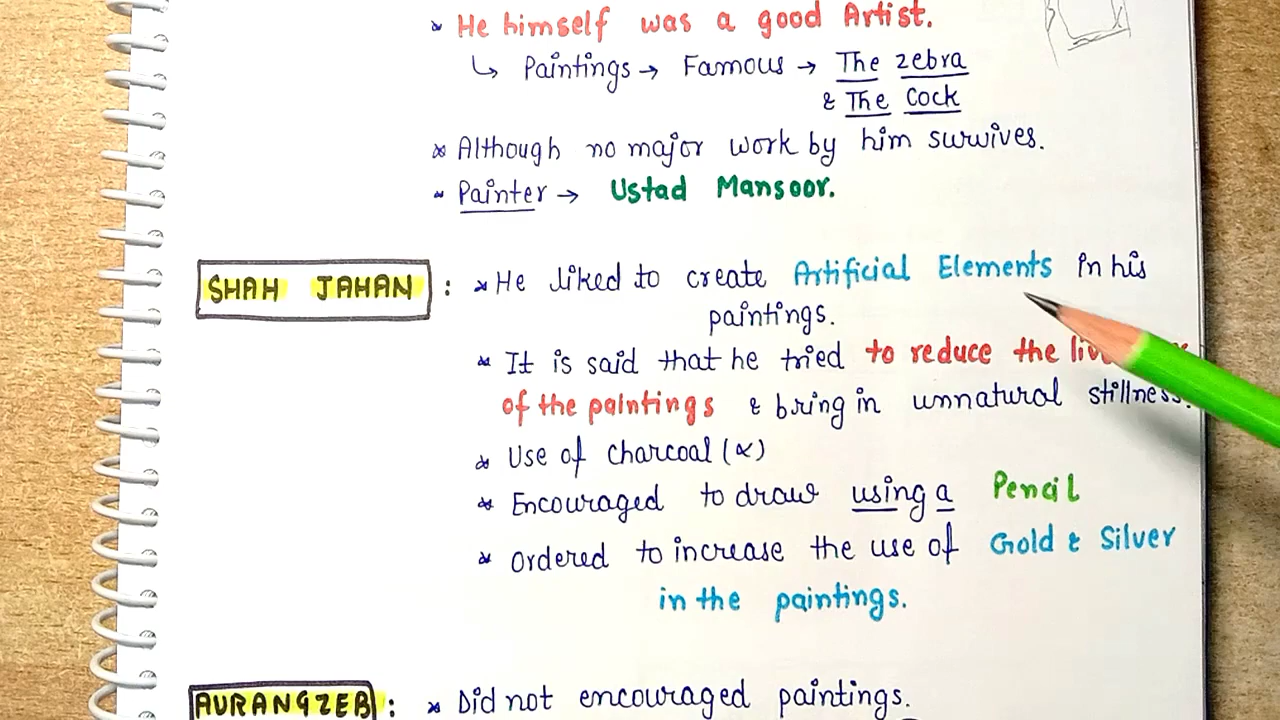 * He himself was a good Artist.
↳ Paintings → Famous → The zebra
& The Cock
* Although no major work by him survives.
* Painter → Ustad Mansoor.
SHAH JAHAN : * He liked to create Artificial Elements in his
paintings.
* It is said that he tried to reduce the
of the paintings & bring in unnatural stillness.
* Use of charcoal (×)
* Encouraged to draw using a Pencil
* Ordered to increase the use of Gold & Silver
in the paintings.
AURANGZEB : * Did not encouraged paintings.